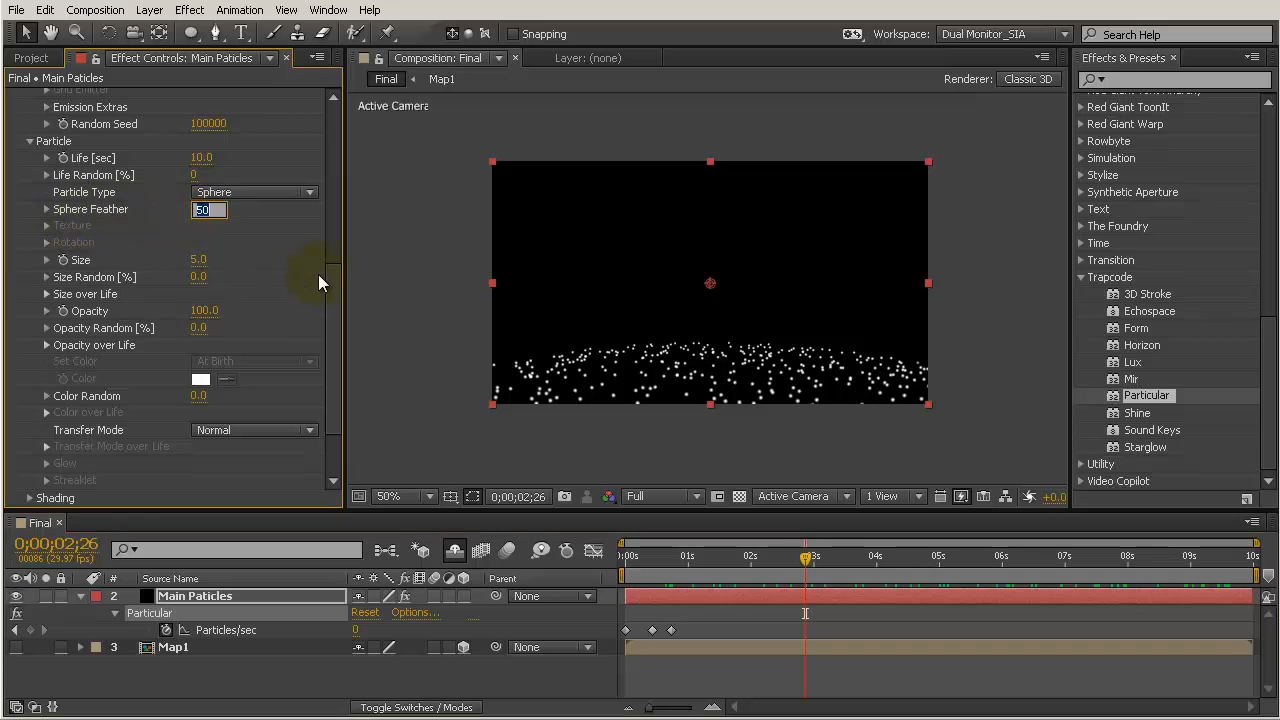 File Edit Composition Layer Effect Animation View Window Help
Snapping Workspace: Dual Monitor_SIA Search Help
Project Effect Controls: Main Paticles Composition: Final Layer: (none) Effects & Presets
Final • Main Paticles Final Map1 Renderer: Classic 3D
Active Camera
Grid Emitter
Emission Extras
Random Seed 100000
Particle
Life [sec] 10.0
Life Random [%] 0
Particle Type Sphere
Sphere Feather 50
Texture
Rotation
Size 5.0
Size Random [%] 0.0
Size over Life
Opacity 100.0
Opacity Random [%] 0.0
Opacity over Life
Set Color At Birth
Color
Color Random 0.0
Color over Life
Transfer Mode Normal
Transfer Mode over Life
Glow
Streaklet
Shading
Red Giant ToonIt
Red Giant Warp
Rowbyte
Simulation
Stylize
Synthetic Aperture
Text
The Foundry
Time
Transition
Trapcode
3D Stroke
Echospace
Form
Horizon
Lux
Mir
Particular
Shine
Sound Keys
Starglow
Utility
Video Copilot
50% 0;00;02;26 Full Active Camera 1 View +0.0
Final
0;00;02;26
00086 (29.97 fps)
0:00s 01s 02s 03s 04s 05s 06s 07s 08s 09s 10s
# Source Name fx Parent
2 Main Paticles fx None
fx Particular Reset Options...
Particles/sec 0
3 Map1 None
Toggle Switches / Modes